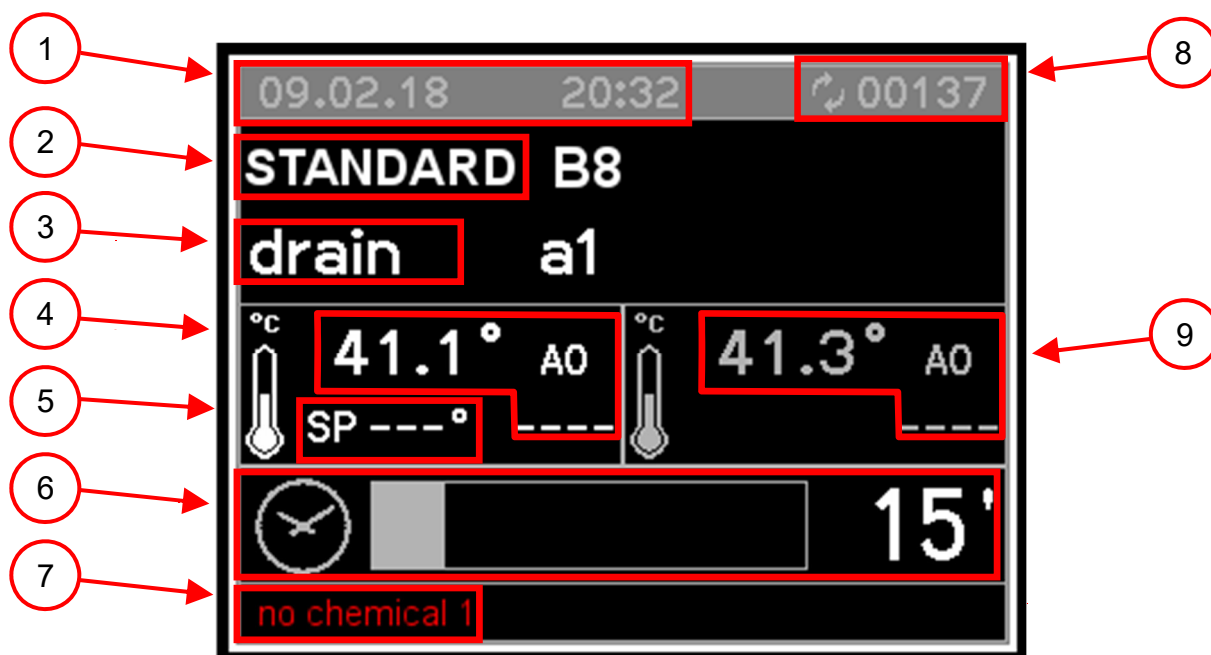 1
8
09.02.18 20:32 00137
2
STANDARD B8
3
drain a1
4
°C 41.1° A0 °C 41.3° A0
9
5
SP ---° ---- ----
6
15'
7
no chemical 1